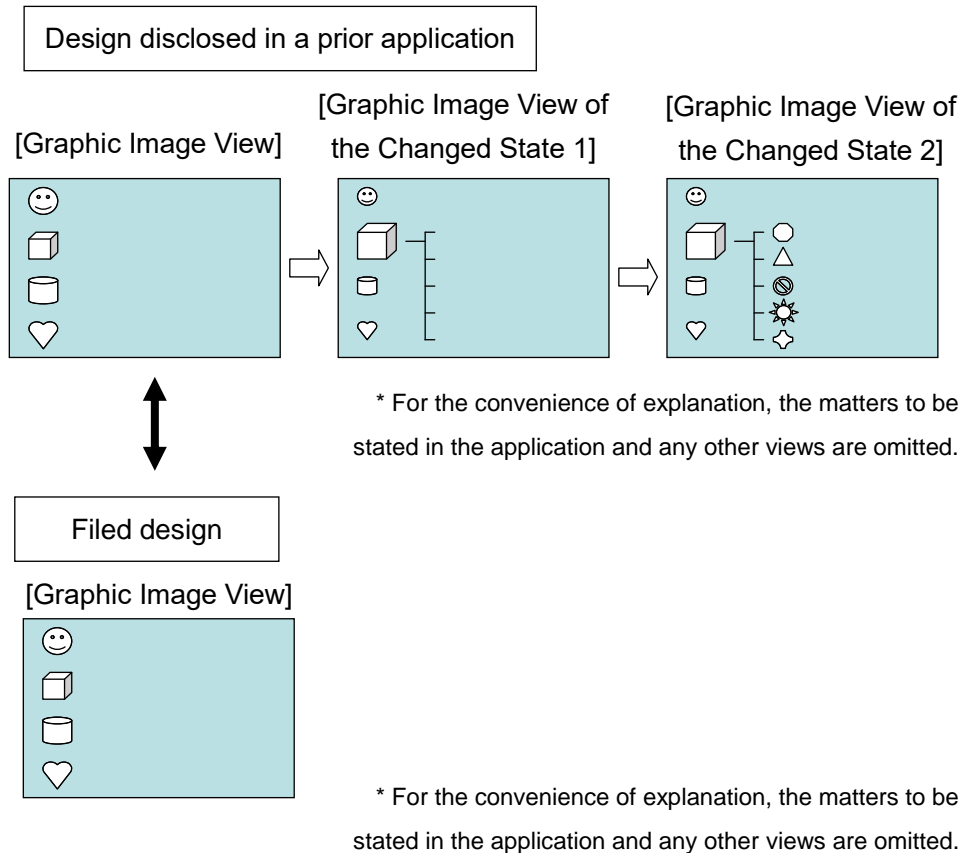 Design disclosed in a prior application
[Graphic Image View]
[Graphic Image View of
the Changed State 1]
[Graphic Image View of
the Changed State 2]
* For the convenience of explanation, the matters to be
stated in the application and any other views are omitted.
Filed design
[Graphic Image View]
* For the convenience of explanation, the matters to be
stated in the application and any other views are omitted.